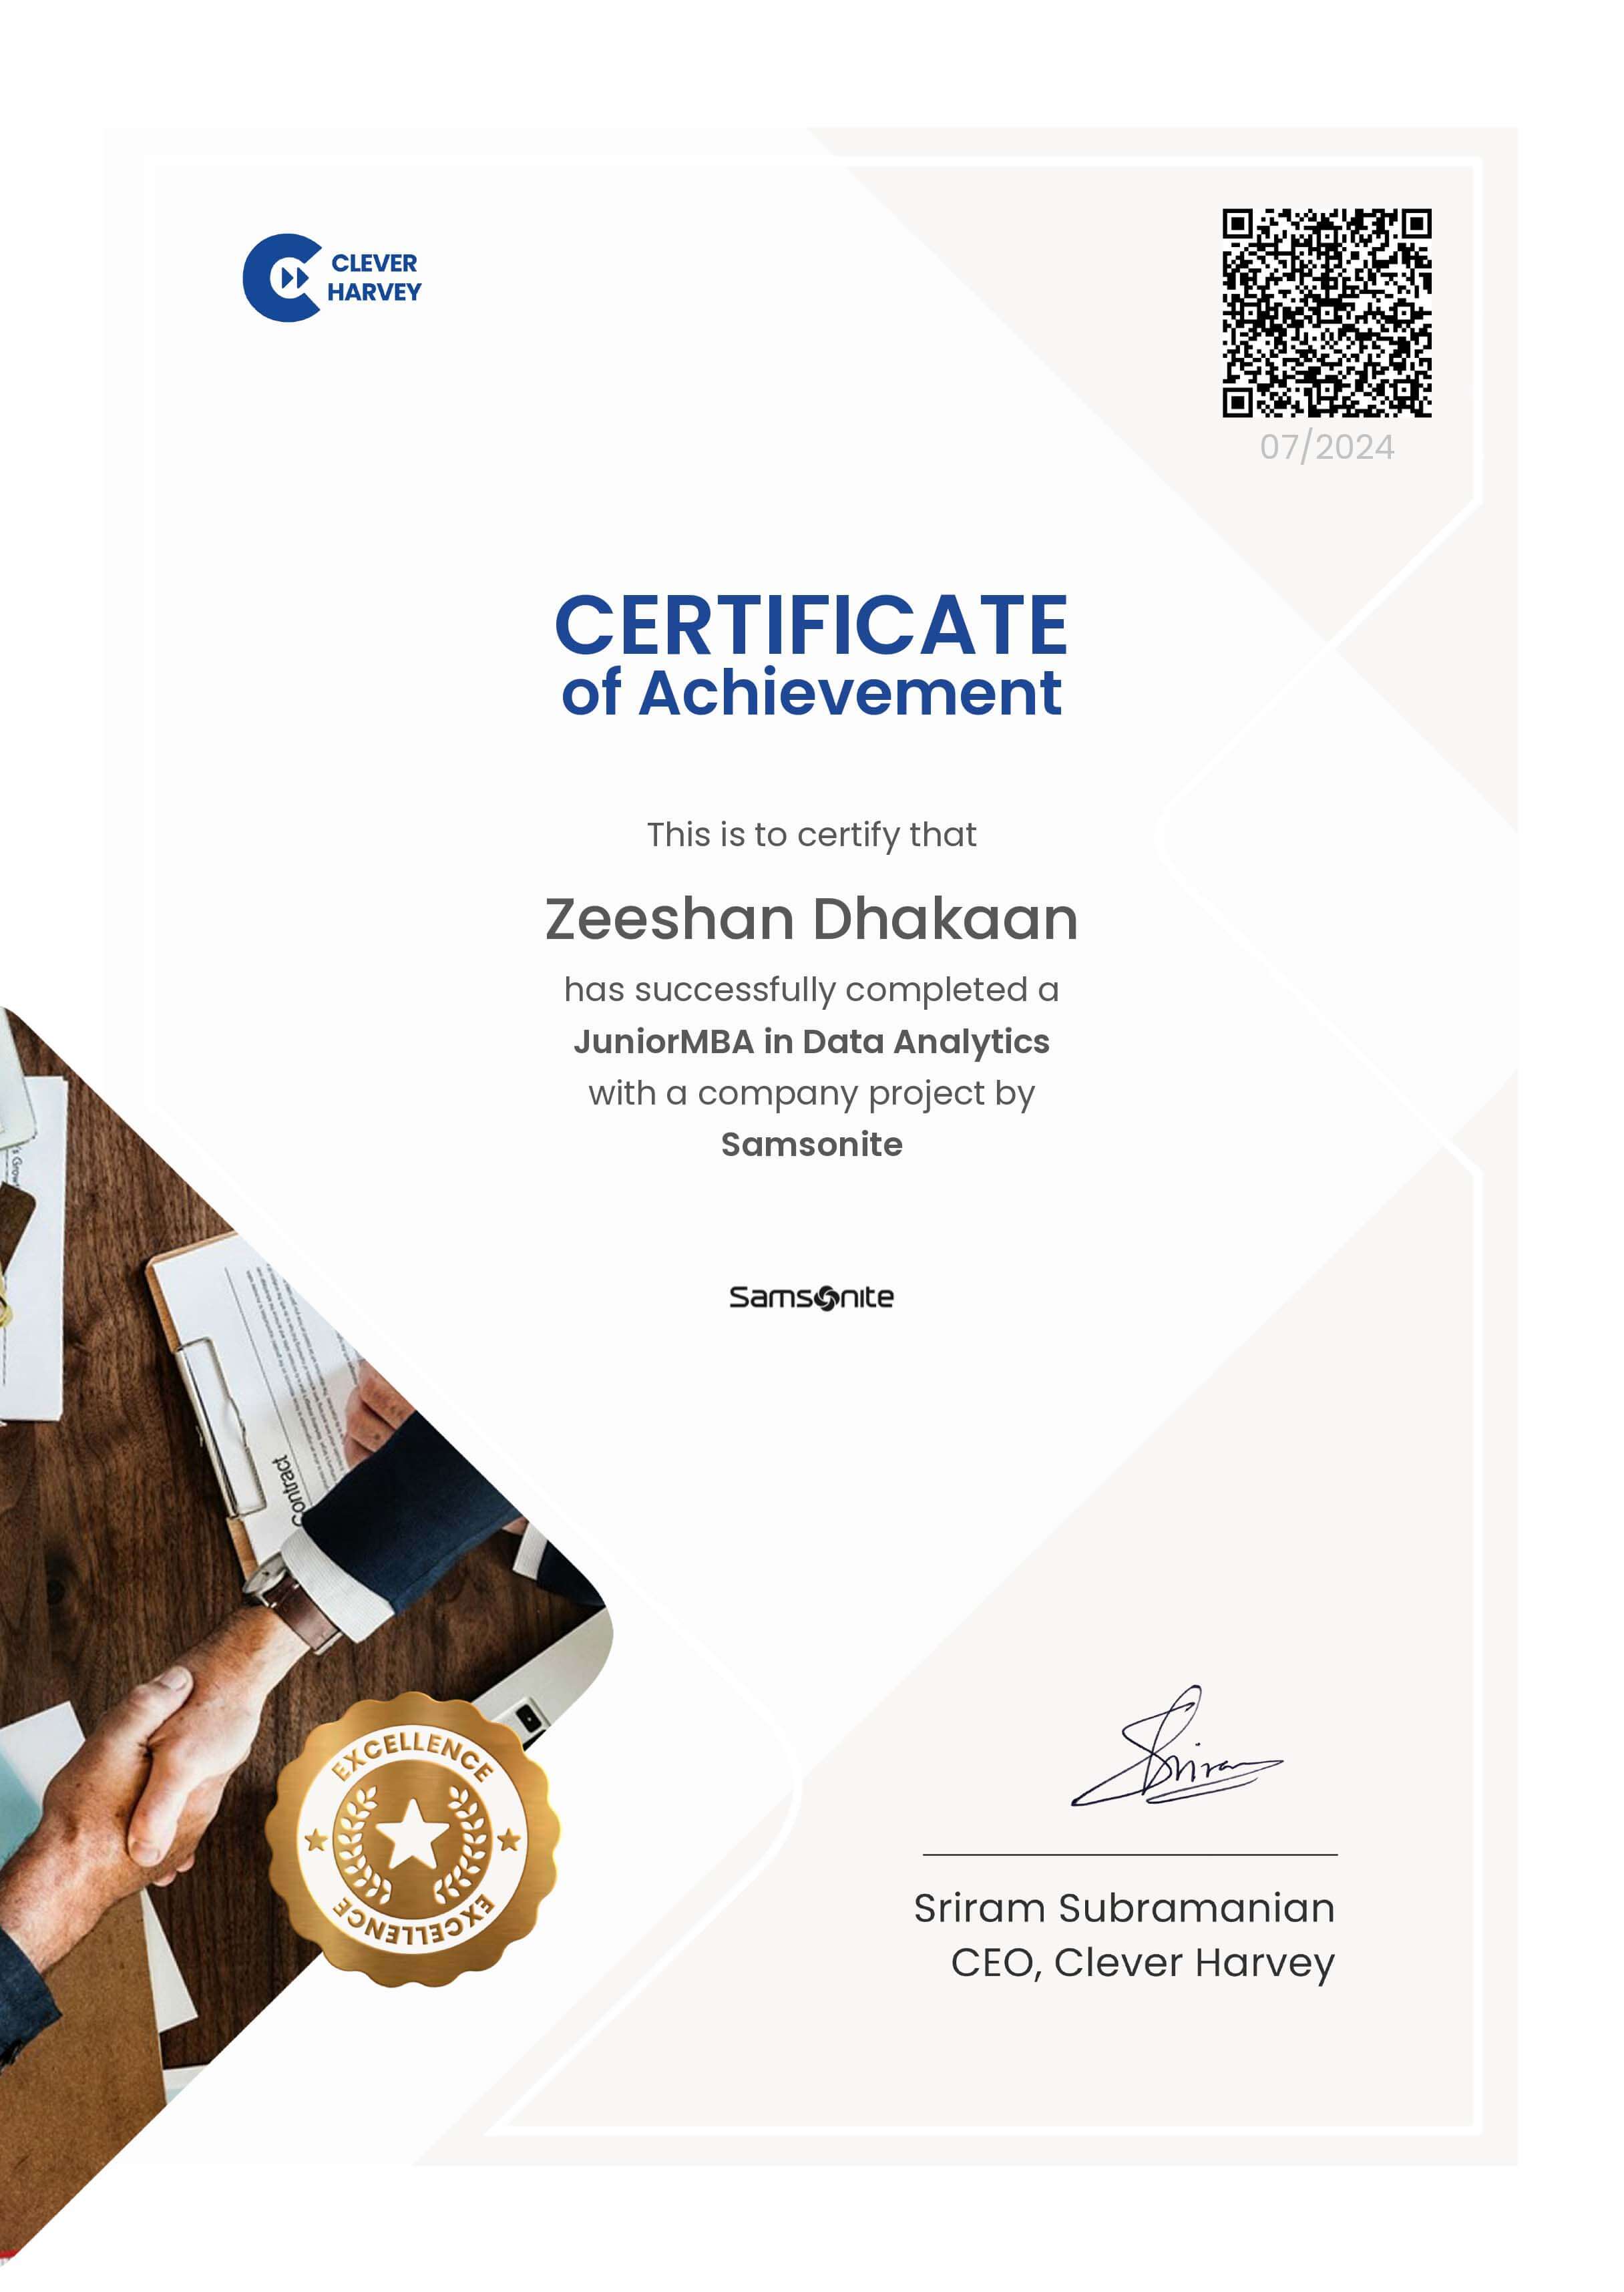 CLEVER
HARVEY
07/2024
CERTIFICATE
of Achievement
This is to certify that
Zeeshan Dhakaan
has successfully completed a
JuniorMBA in Data Analytics
with a company project by
Samsonite
Samsonite
Contract
EXCELLENCE
EXCELLENCE
Sriram
Sriram Subramanian
CEO, Clever Harvey